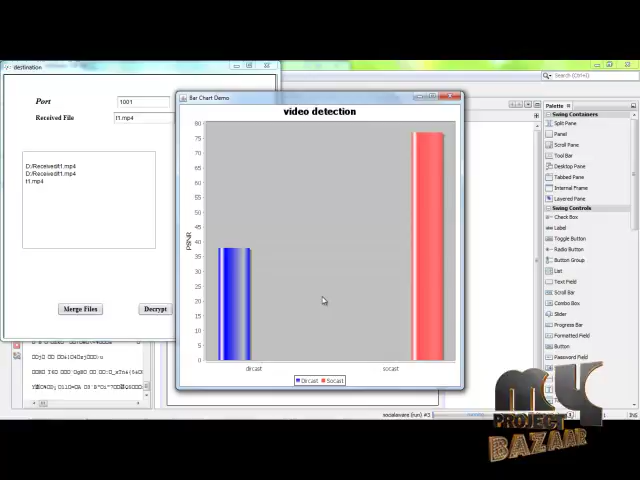 destination
Port
1001
Received File
t1.mp4
D:/Received\t1.mp4
D:/Received\t1.mp4
t1.mp4
Merge Files
Decrypt
Bar Chart Demo
video detection
PSNR
80
75
70
65
60
55
50
45
40
35
30
25
20
15
10
5
0
dircast
socast
Dircast
Socast
Search (Ctrl+I)
Palette
Swing Containers
Split Pane
Panel
Scroll Pane
Tool Bar
Desktop Pane
Tabbed Pane
Internal Frame
Layered Pane
Swing Controls
Check Box
Label
Toggle Button
Radio Button
Button Group
List
Text Field
Scroll Bar
Combo Box
Slider
Progress Bar
Formatted Field
Button
Password Field
socialaware (run) #3
running...
MY
PROJECT
BAZAAR